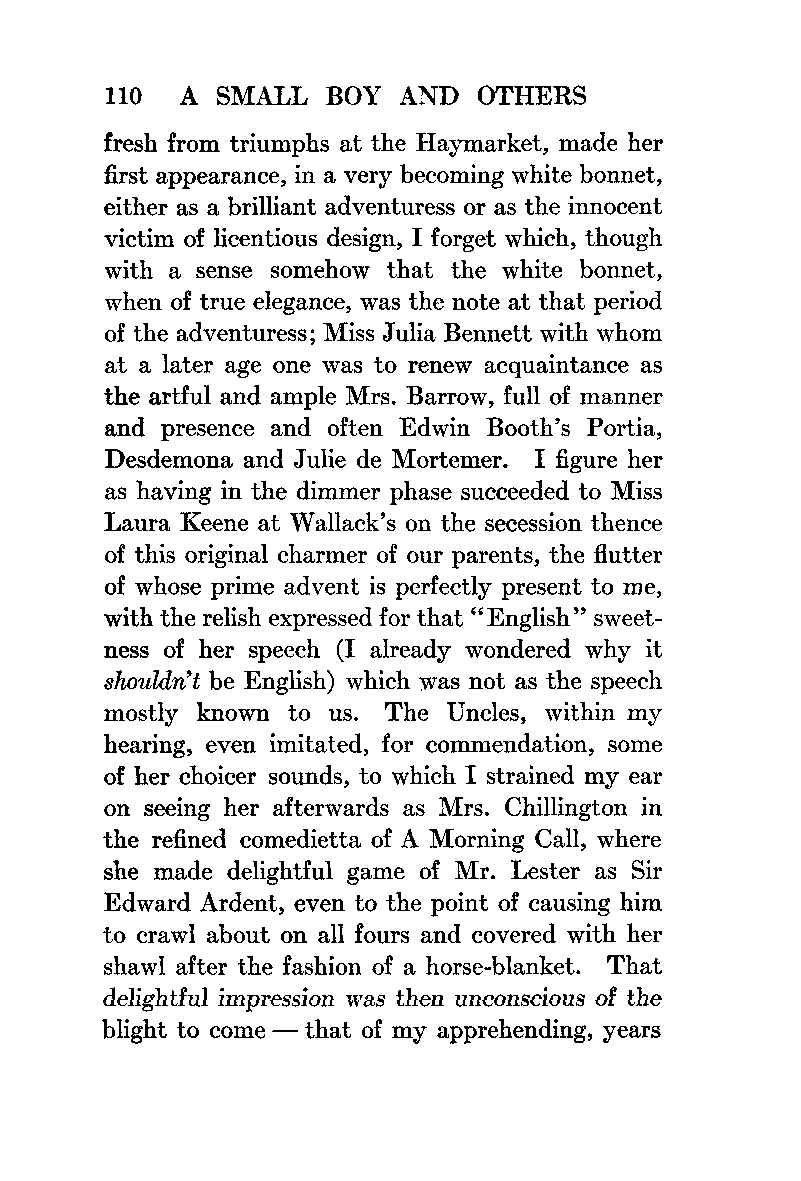 110 A SMALL BOY AND OTHERS
fresh from triumphs at the Haymarket, made her
first appearance, in a very becoming white bonnet,
either as a brilliant adventuress or as the innocent
victim of licentious design, I forget which, though
with a sense somehow that the white bonnet,
when of true elegance, was the note at that period
of the adventuress; Miss Julia Bennett with whom
at a later age one was to renew acquaintance as
the artful and ample Mrs. Barrow, full of manner
and presence and often Edwin Booth's Portia,
Desdemona and Julie de Mortemer. I figure her
as having in the dimmer phase succeeded to Miss
Laura Keene at Wallack's on the secession thence
of this original charmer of our parents, the flutter
of whose prime advent is perfectly present to me,
with the relish expressed for that “English” sweet-
ness of her speech (I already wondered why it
shouldn't be English) which was not as the speech
mostly known to us. The Uncles, within my
hearing, even imitated, for commendation, some
of her choicer sounds, to which I strained my ear
on seeing her afterwards as Mrs. Chillington in
the refined comedietta of A Morning Call, where
she made delightful game of Mr. Lester as Sir
Edward Ardent, even to the point of causing him
to crawl about on all fours and covered with her
shawl after the fashion of a horse-blanket. That
delightful impression was then unconscious of the
blight to come — that of my apprehending, years